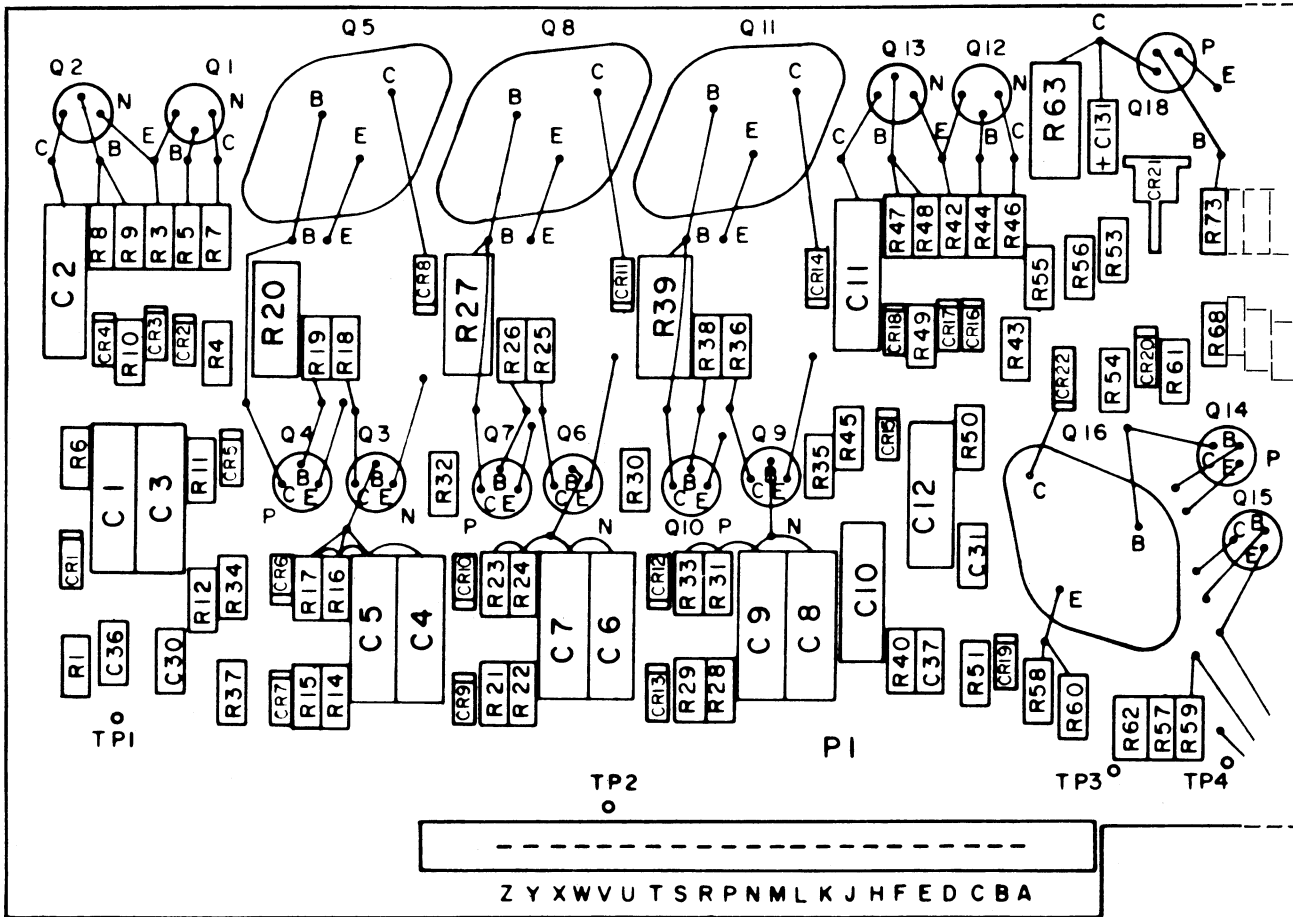 Q5 Q8 Q11
Q2 Q1 Q13 Q12 C P
N N C C C N N R63 E
C C B B B C E C +C131 Q18
C B E B C E E E B B B
CR21
B E B E B E
C2 R8 R9 R3 R5 R7 C11 R47 R48 R42 R44 R46 R55 R56 R53 R73
R20 CR8 R27 CR11 R39 CR14
CR4 R10 CR3 CR2 R4 R19 R18 R26 R25 R38 R36 CR18 R49 CR17 CR16 R43 CR22 R54 CR20 R61 R68
R6 C1 C3 R11 CR5 Q4 Q3 R32 Q7 Q6 R30 Q9 R35 R45 CR15 C12 R50 Q16 Q14
B C E B C E B C E B C E B C E B C E C B C E P
P N P N Q10 P N Q15
B C E
B
CR1 R12 R34 CR6 R17 R16 C5 C4 CR10 R23 R24 C7 C6 CR12 R33 R31 C9 C8 C10 C31 E
R1 C36 C30 R37 CR7 R15 R14 CR9 R21 R22 CR13 R29 R28 R40 C37 R51 CR19 R58 R60 R62 R57 R59
TP1 P1
TP2 TP3 TP4
Z Y X W V U T S R P N M L K J H F E D C B A